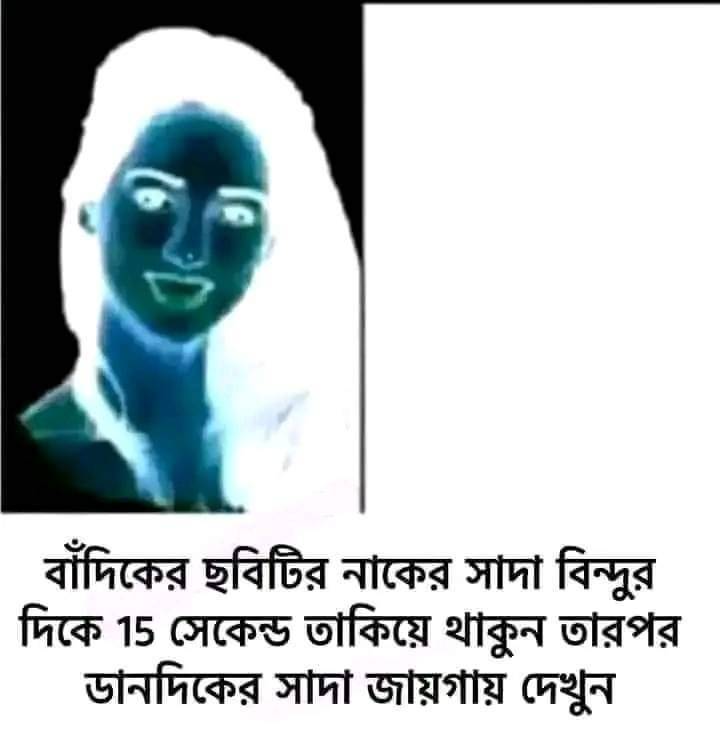 বাঁদিকের ছবিটির নাকের সাদা বিন্দুর
দিকে 15 সেকেন্ড তাকিয়ে থাকুন তারপর
ডানদিকের সাদা জায়গায় দেখুন